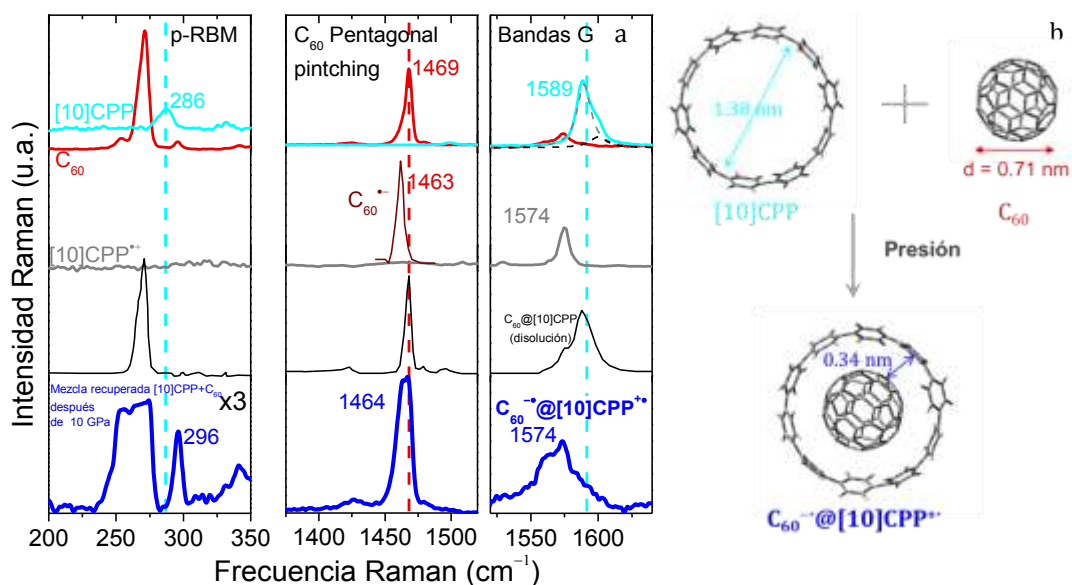 p-RBM
[10]CPP
286
C₆₀
[10]CPP•+
Mezcla recuperada [10]CPP+C₆₀
después
de 10 GPa
x3
296
C₆₀ Pentagonal
pintching
1469
C₆₀•−
1463
1464
Bandas G
a
1589
1574
C₆₀@[10]CPP
(disolución)
C₆₀−•@[10]CPP+•
1574
200 250 300 350
1400 1450 1500
1550 1600
Intensidad Raman (u.a.)
Frecuencia Raman (cm−1)
b
1.38 nm
[10]CPP
d = 0.71 nm
C₆₀
Presión
0.34 nm
C₆₀−·@[10]CPP+·